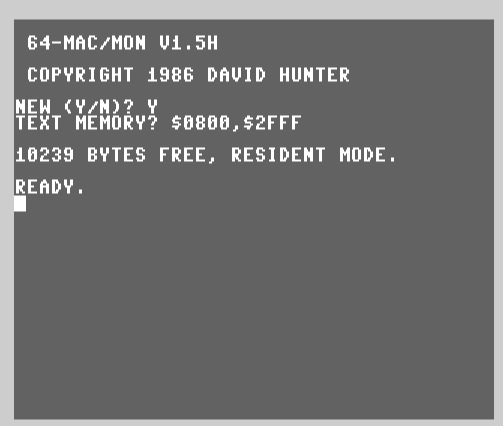 64-MAC/MON V1.5H
COPYRIGHT 1986 DAVID HUNTER
NEW (Y/N)? Y
TEXT MEMORY? $0800,$2FFF
10239 BYTES FREE, RESIDENT MODE.
READY.